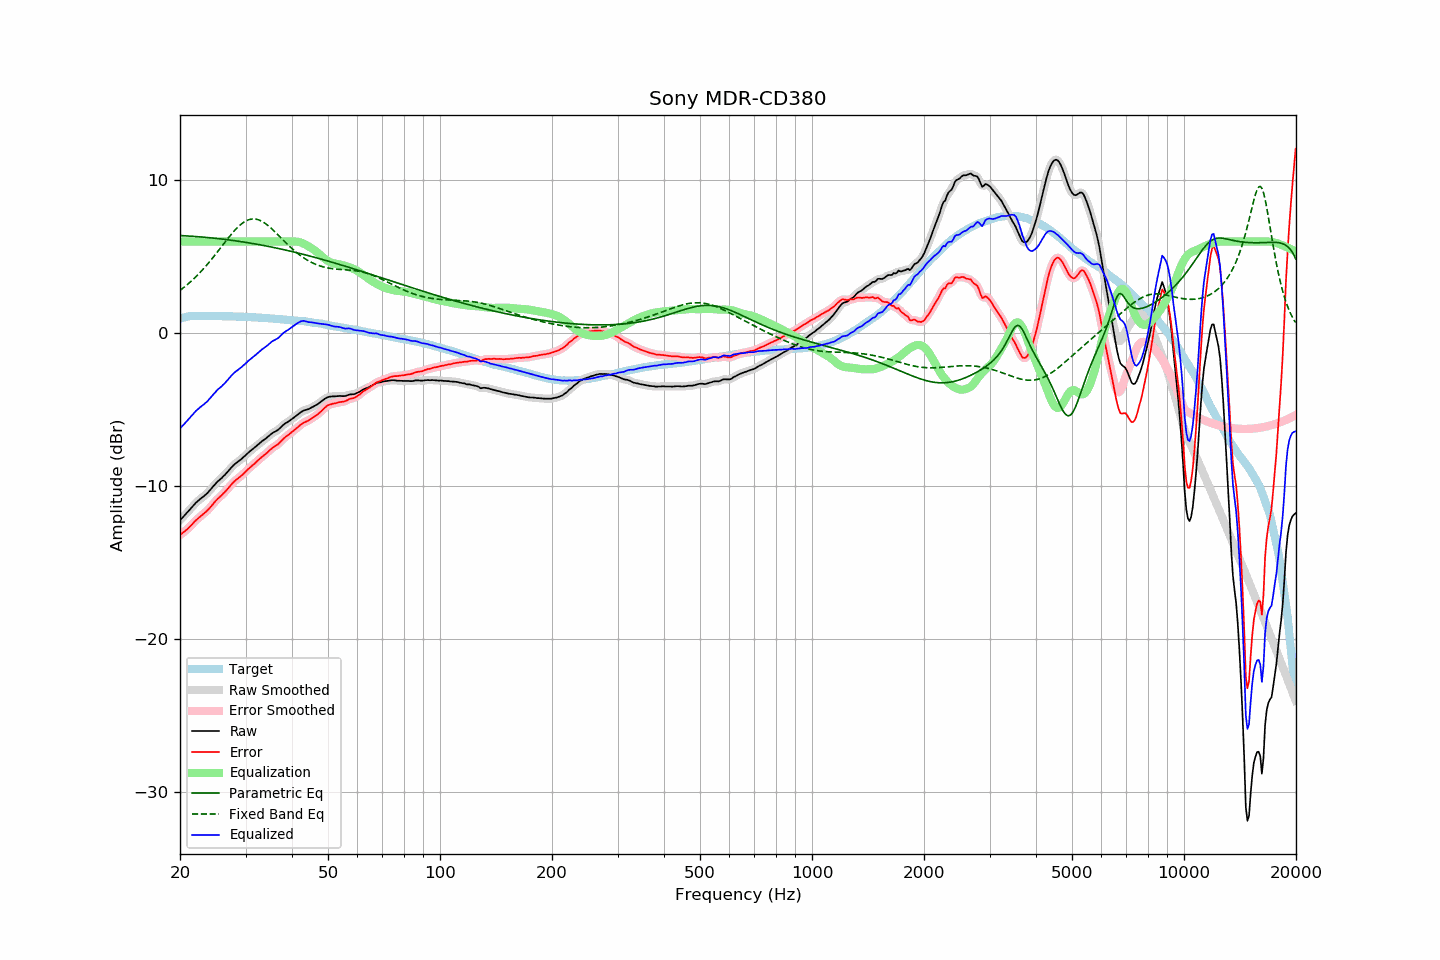 Sony MDR-CD380
10
0
−10
−20
−30
Amplitude (dBr)
Target
Raw Smoothed
Error Smoothed
Raw
Error
Equalization
Parametric Eq
Fixed Band Eq
Equalized
20 50 100 200 500 1000 2000 5000 10000 20000
Frequency (Hz)